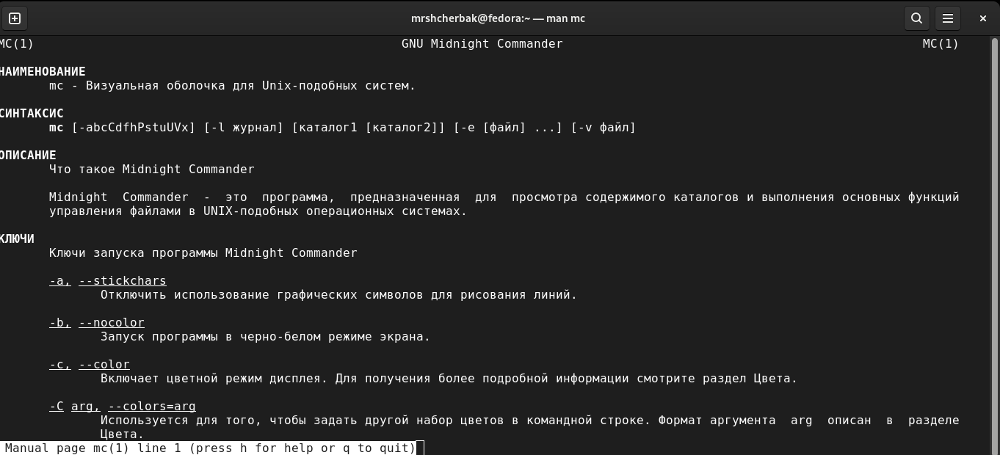 mrshcherbak@fedora:~ — man mc
MC(1) GNU Midnight Commander MC(1)
НАИМЕНОВАНИЕ
mc - Визуальная оболочка для Unix-подобных систем.
СИНТАКСИС
mc [-abcCdfhPstuUVx] [-l журнал] [каталог1 [каталог2]] [-e [файл] ...] [-v файл]
ОПИСАНИЕ
Что такое Midnight Commander
Midnight Commander - это программа, предназначенная для просмотра содержимого каталогов и выполнения основных функций
управления файлами в UNIX-подобных операционных системах.
КЛЮЧИ
Ключи запуска программы Midnight Commander
-a, --stickchars
Отключить использование графических символов для рисования линий.
-b, --nocolor
Запуск программы в черно-белом режиме экрана.
-c, --color
Включает цветной режим дисплея. Для получения более подробной информации смотрите раздел Цвета.
-C arg, --colors=arg
Используется для того, чтобы задать другой набор цветов в командной строке. Формат аргумента arg описан в разделе
Цвета.
Manual page mc(1) line 1 (press h for help or q to quit)